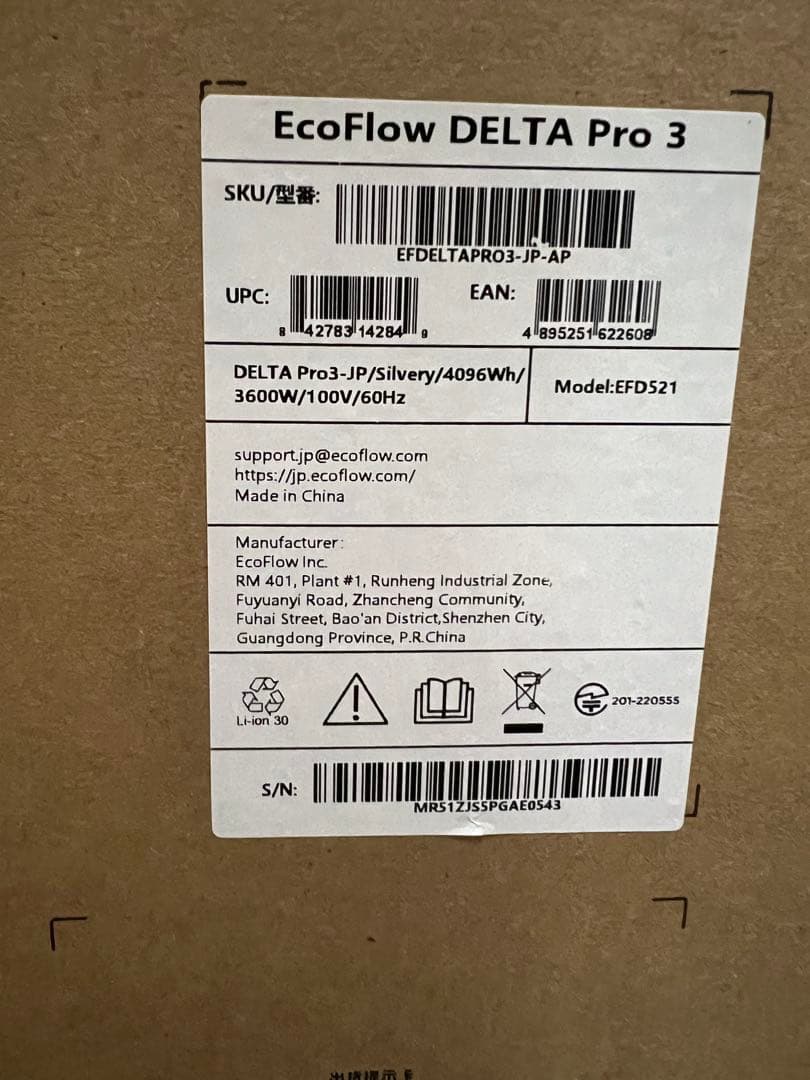 EcoFlow DELTA Pro 3
SKU/型番:
EFDELTAPRO3-JP-AP
UPC:
8 42783 14284 9
EAN:
4 895251 622608
DELTA Pro3-JP/Silvery/4096Wh/
3600W/100V/60Hz
Model:EFD521
support.jp@ecoflow.com
https://jp.ecoflow.com/
Made in China
Manufacturer:
EcoFlow Inc.
RM 401, Plant #1, Runheng Industrial Zone,
Fuyuanyi Road, Zhancheng Community,
Fuhai Street, Bao'an District,Shenzhen City,
Guangdong Province, P.R.China
Li-ion 30
201-220555
S/N:
MR51ZJS5PGAE0543